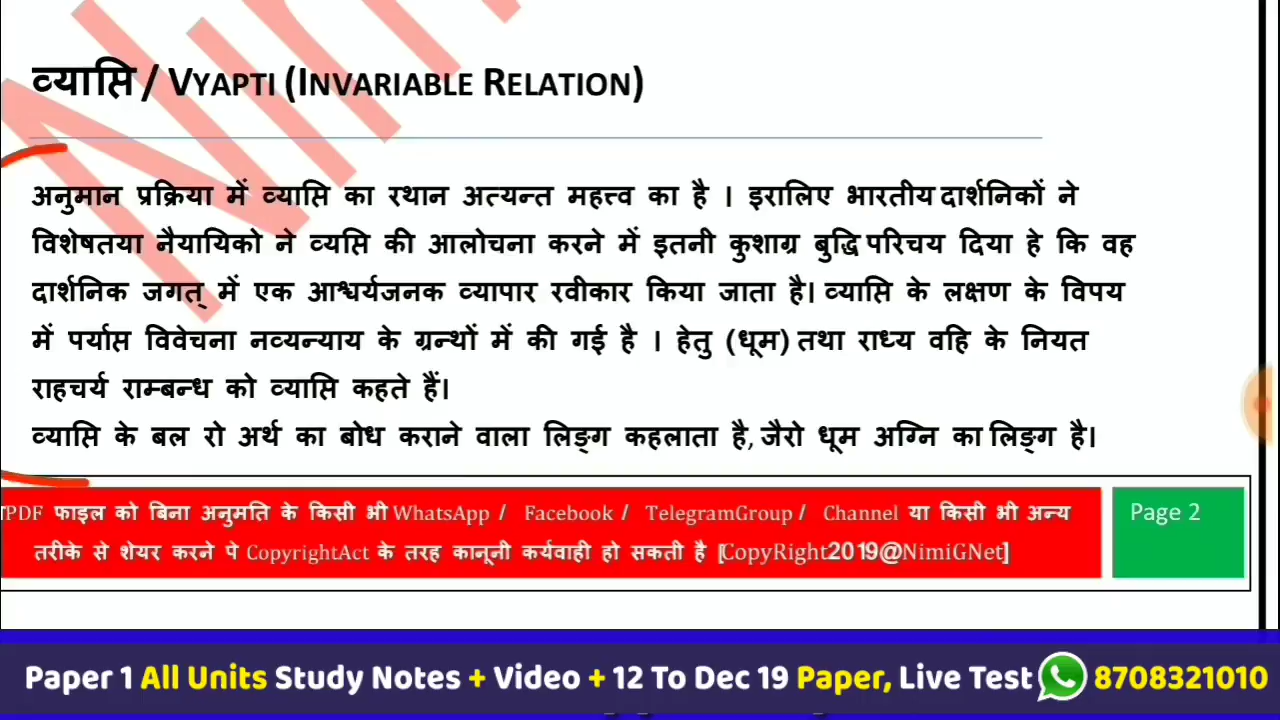 व्याप्ति / VYAPTI (INVARIABLE RELATION)
अनुमान प्रक्रिया में व्याप्ति का रथान अत्यन्त महत्त्व का है । इरालिए भारतीय दार्शनिकों ने
विशेषतया नैयायिको ने व्यप्ति की आलोचना करने में इतनी कुशाग्र बुद्धि परिचय दिया हे कि वह
दार्शनिक जगत् में एक आश्चर्यजनक व्यापार रवीकार किया जाता है। व्याप्ति के लक्षण के विपय
में पर्याप्त विवेचना नव्यन्याय के ग्रन्थों में की गई है । हेतु (धूम) तथा राध्य वहि के नियत
राहचर्य राम्बन्ध को व्याप्ति कहते हैं।
व्याप्ति के बल रो अर्थ का बोध कराने वाला लिङ्ग कहलाता है, जैरो धूम अग्नि का लिङ्ग है।
PDF फाइल को बिना अनुमति के किसी भी WhatsApp / Facebook / TelegramGroup / Channel या किसी भी अन्य
तरीके से शेयर करने पे CopyrightAct के तरह कानूनी कर्यवाही हो सकती है [CopyRight2019@NimiGNet]
Page 2
Paper 1 All Units Study Notes + Video + 12 To Dec 19 Paper, Live Test 8708321010